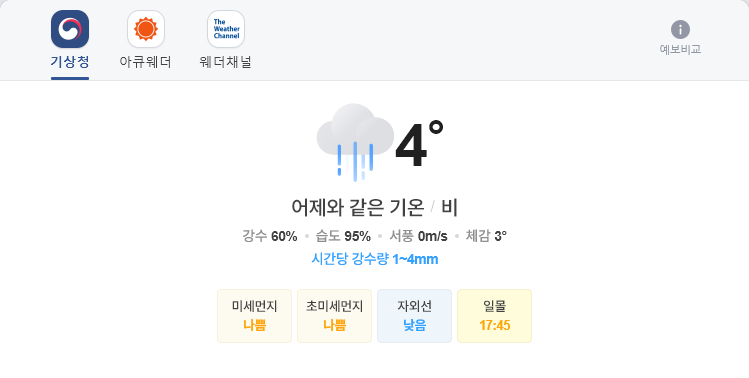 The
Weather
Channel
기상청 아큐웨더 웨더채널
예보비교
4°
어제와 같은 기온 / 비
강수 60% • 습도 95% • 서풍 0m/s • 체감 3°
시간당 강수량 1~4mm
미세먼지 초미세먼지 자외선 일몰
나쁨 나쁨 낮음 17:45